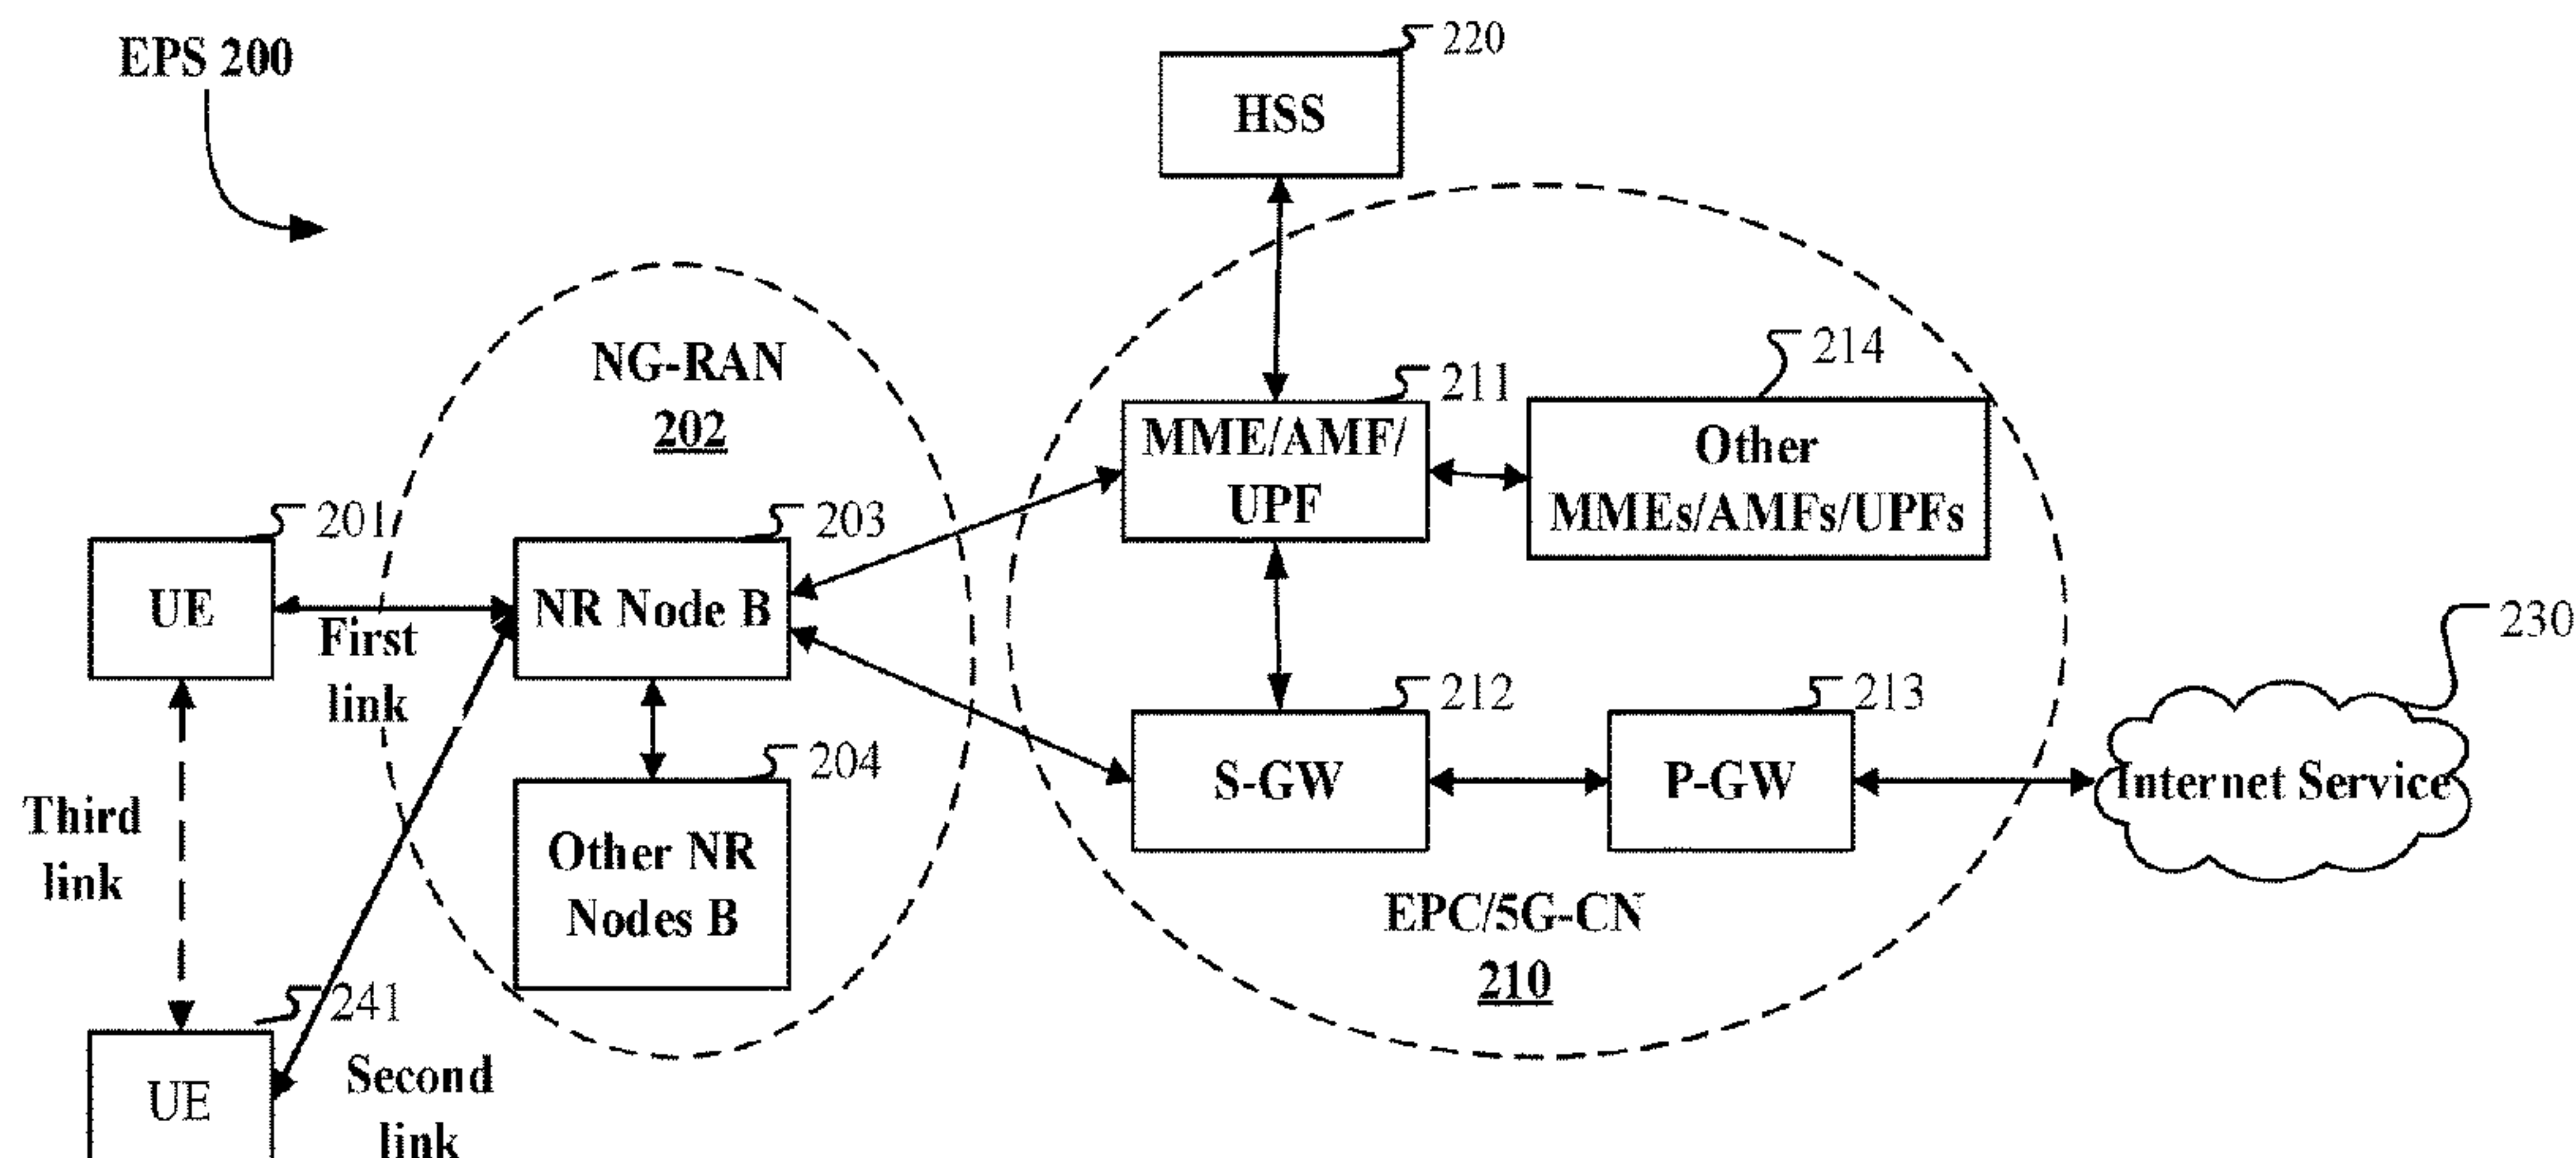 EPS 200
220
HSS
NG-RAN
202
214
211
MME/AMF/
UPF
Other
MMEs/AMFs/UPFs
201
UE
203
NR Node B
First
link
230
212
S-GW
213
P-GW
Internet Service
204
Other NR
Nodes B
Third
link
EPC/5G-CN
210
241
UE
Second
link